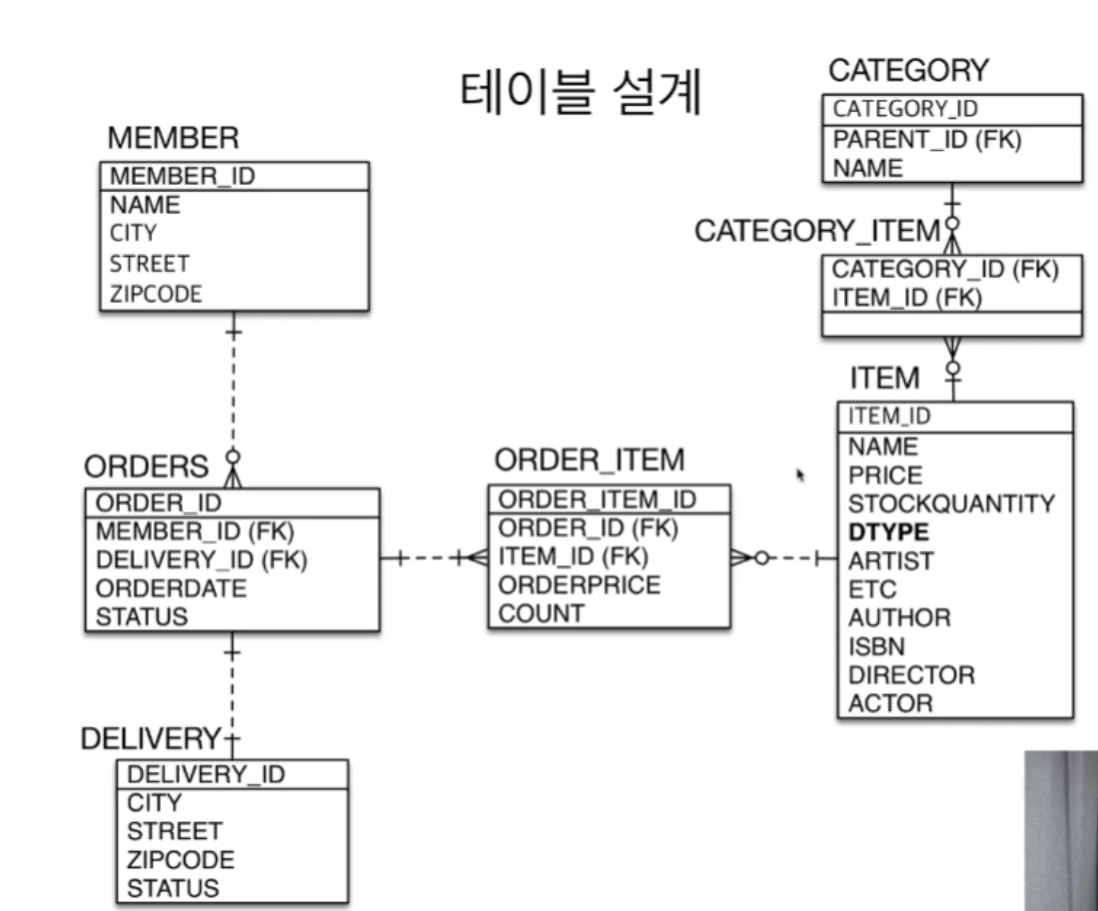 테이블 설계
MEMBER
MEMBER_ID
NAME
CITY
STREET
ZIPCODE
ORDERS
ORDER_ID
MEMBER_ID (FK)
DELIVERY_ID (FK)
ORDERDATE
STATUS
DELIVERY
DELIVERY_ID
CITY
STREET
ZIPCODE
STATUS
ORDER_ITEM
ORDER_ITEM_ID
ORDER_ID (FK)
ITEM_ID (FK)
ORDERPRICE
COUNT
CATEGORY
CATEGORY_ID
PARENT_ID (FK)
NAME
CATEGORY_ITEM
CATEGORY_ID (FK)
ITEM_ID (FK)
ITEM
ITEM_ID
NAME
PRICE
STOCKQUANTITY
DTYPE
ARTIST
ETC
AUTHOR
ISBN
DIRECTOR
ACTOR